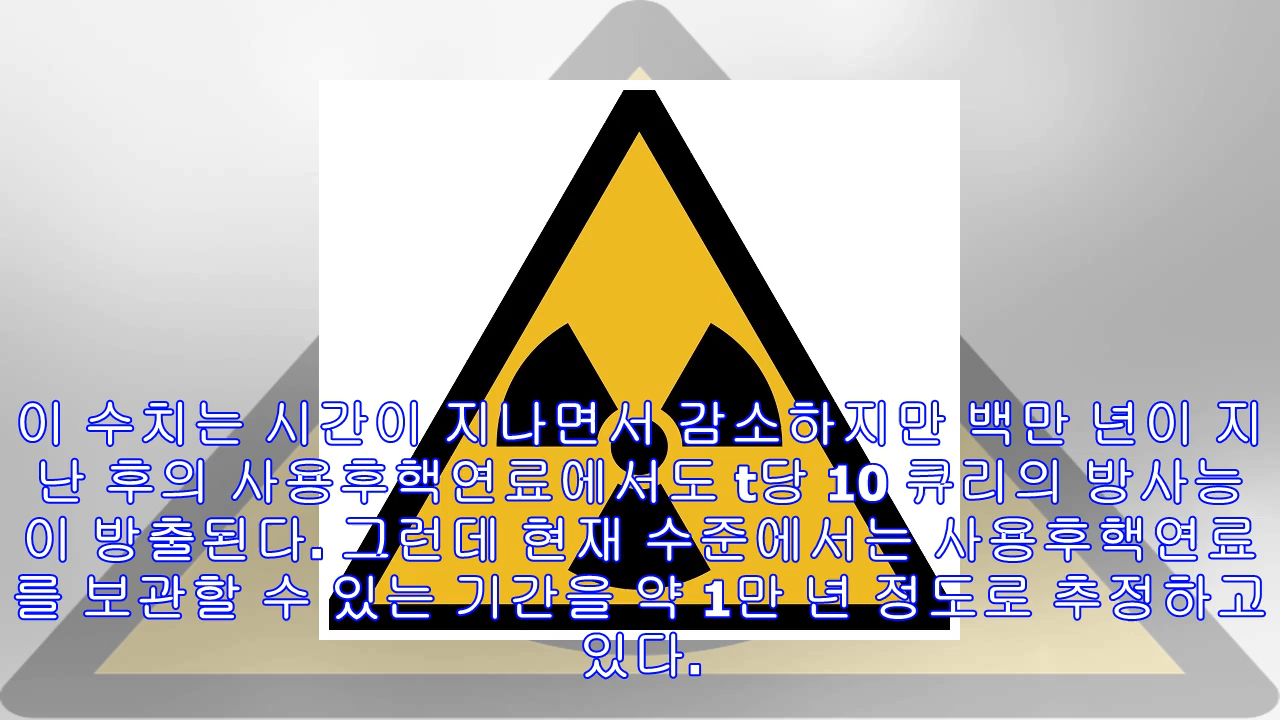 이 수치는 시간이 지나면서 감소하지만 백만 년이 지
난 후의 사용후핵연료에서도 t당 10 큐리의 방사능
이 방출된다. 그런데 현재 수준에서는 사용후핵연료
를 보관할 수 있는 기간을 약 1만 년 정도로 추정하고
있다.